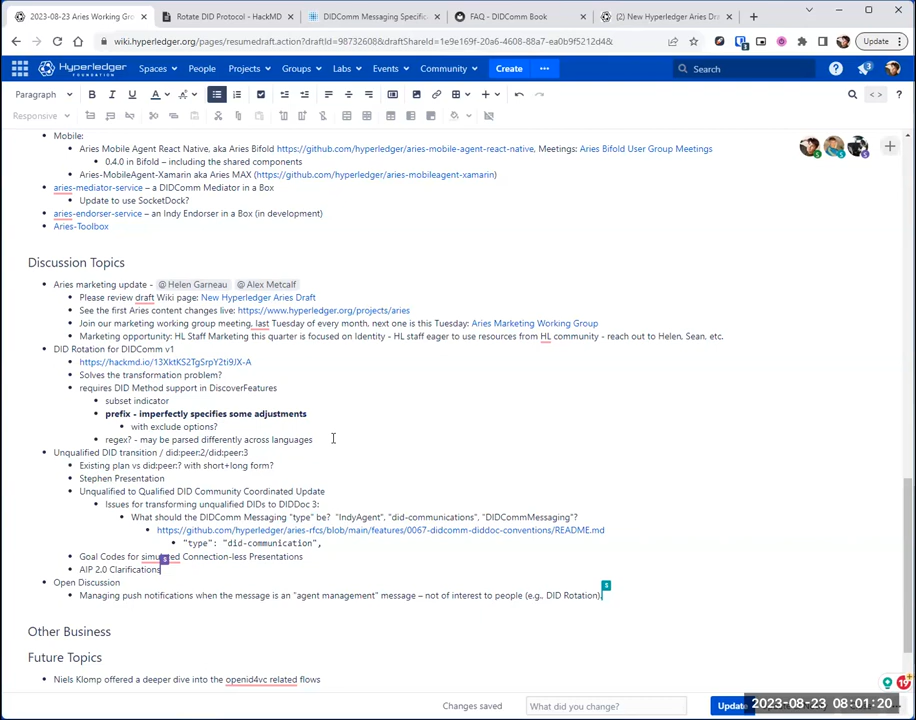 2023-08-23 Aries Working Gro
Rotate DID Protocol - HackMD
DIDComm Messaging Specific
FAQ - DIDComm Book
(2) New Hyperledger Aries Dra
wiki.hyperledger.org/pages/resumedraft.action?draftId=98732608&draftShareId=1e9e169f-20a6-4608-88a7-ea0b9f5212d4&
Update
HYPERLEDGER FOUNDATION
Spaces People Projects Groups Labs Events Community Create ••• Search
3
Paragraph B I U A
Responsive
Mobile:
Aries Mobile Agent React Native, aka Aries Bifold https://github.com/hyperledger/aries-mobile-agent-react-native, Meetings: Aries Bifold User Group Meetings
0.4.0 in Bifold – including the shared components
Aries-MobileAgent-Xamarin aka Aries MAX (https://github.com/hyperledger/aries-mobileagent-xamarin)
aries-mediator-service – a DIDComm Mediator in a Box
Update to use SocketDock?
aries-endorser-service – an Indy Endorser in a Box (in development)
Aries-Toolbox
Discussion Topics
Aries marketing update - @Helen Garneau @Alex Metcalf
Please review draft Wiki page: New Hyperledger Aries Draft
See the first Aries content changes live: https://www.hyperledger.org/projects/aries
Join our marketing working group meeting, last Tuesday of every month, next one is this Tuesday: Aries Marketing Working Group
Marketing opportunity: HL Staff Marketing this quarter is focused on Identity - HL staff eager to use resources from HL community - reach out to Helen, Sean, etc.
DID Rotation for DIDComm v1
https://hackmd.io/13XktKS2TgSrpY2ti9JX-A
Solves the transformation problem?
requires DID Method support in DiscoverFeatures
subset indicator
prefix - imperfectly specifies some adjustments
with exclude options?
regex? - may be parsed differently across languages
Unqualified DID transition / did:peer:2/did:peer:3
Existing plan vs did:peer:? with short+long form?
Stephen Presentation
Unqualified to Qualified DID Community Coordinated Update
Issues for transforming unqualified DIDs to DIDDoc 3:
What should the DIDComm Messaging "type" be? "IndyAgent", "did-communications", "DIDCommMessaging"?
https://github.com/hyperledger/aries-rfcs/blob/main/features/0067-didcomm-diddoc-conventions/README.md
"type": "did-communication",
Goal Codes for Connection-less Presentations
AIP 2.0 Clarifications
Open Discussion
Managing push notifications when the message is an "agent management" message – not of interest to people (e.g.. DID Rotation).
Other Business
Future Topics
Niels Klomp offered a deeper dive into the openid4vc related flows
Changes saved
What did you change?
Update
2023-08-23 08:01:20